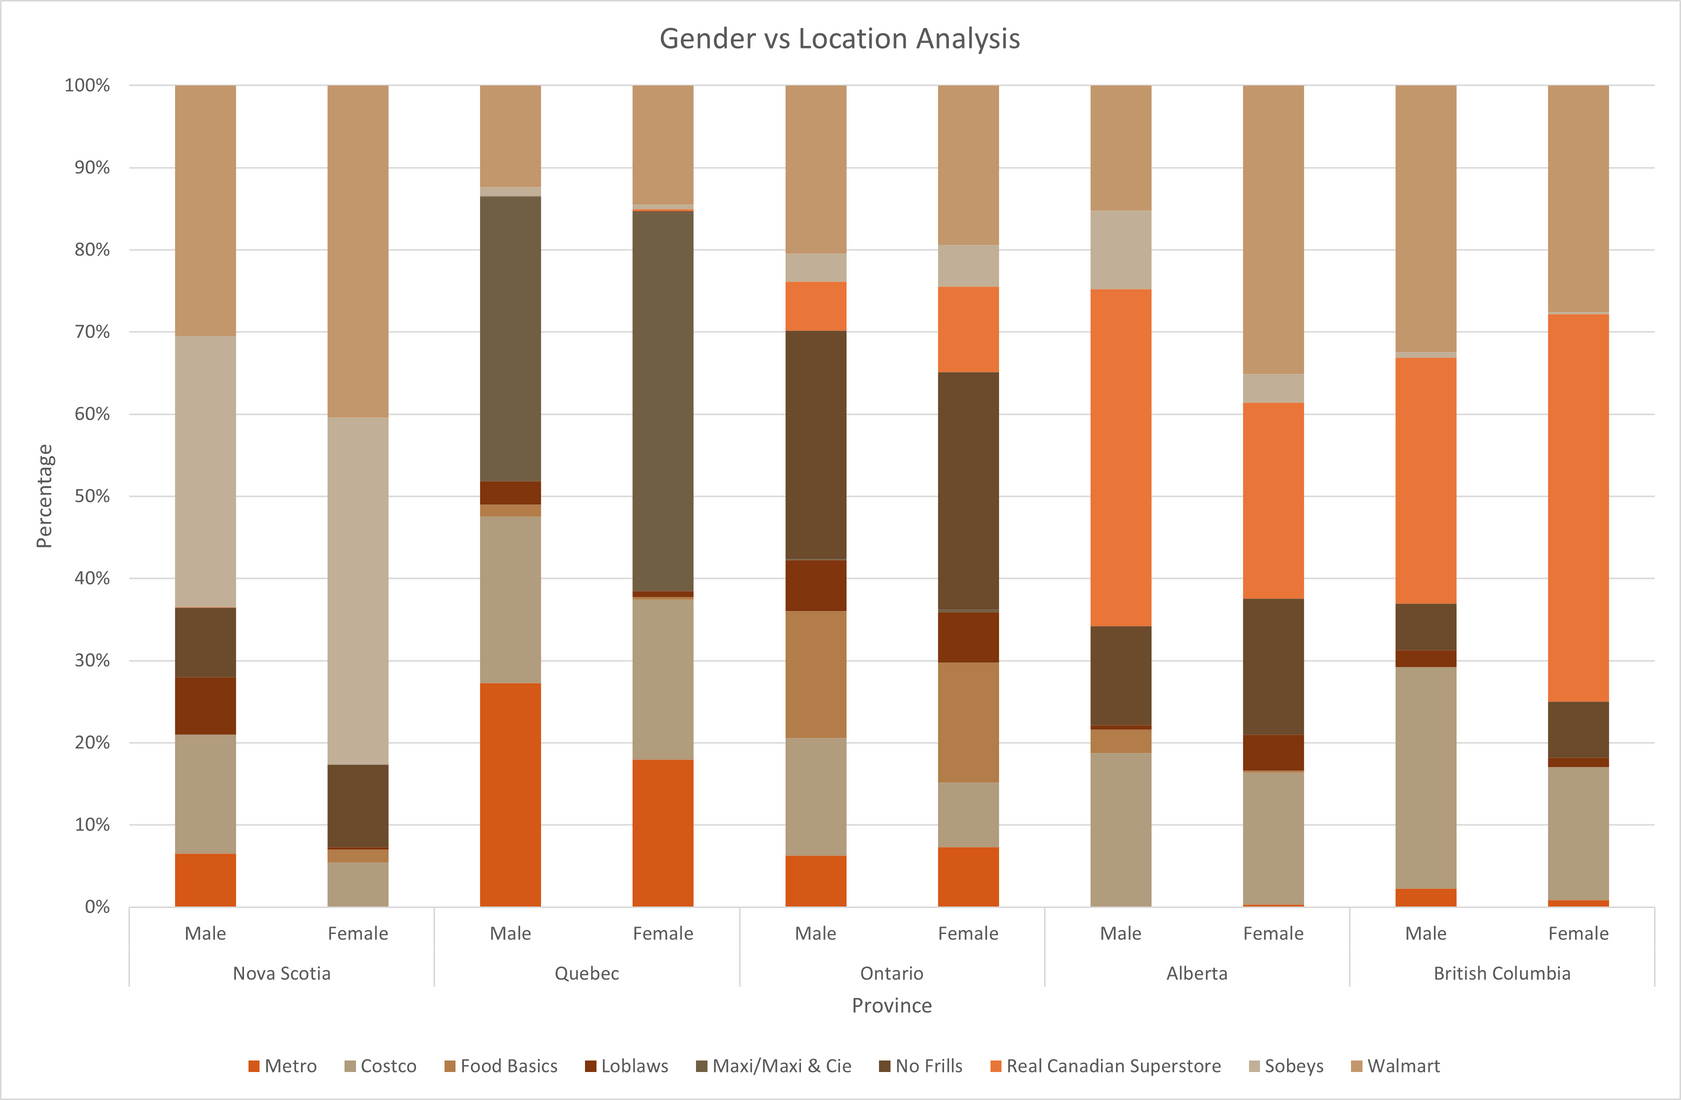 Gender vs Location Analysis
100%
90%
80%
70%
60%
50%
40%
30%
20%
10%
0%
Percentage
Male Female Male Female Male Female Male Female Male Female
Nova Scotia Quebec Ontario Alberta British Columbia
Province
Metro Costco Food Basics Loblaws Maxi/Maxi & Cie No Frills Real Canadian Superstore Sobeys Walmart